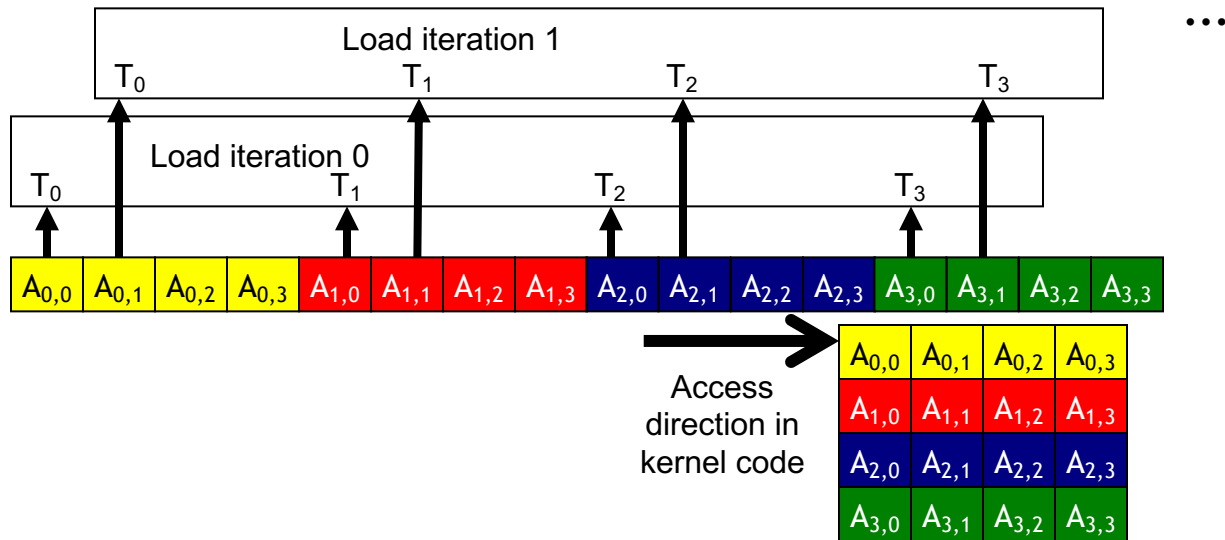 ...
Load iteration 1
T0 T1 T2 T3
Load iteration 0
T0 T1 T2 T3
A0,0 A0,1 A0,2 A0,3 A1,0 A1,1 A1,2 A1,3 A2,0 A2,1 A2,2 A2,3 A3,0 A3,1 A3,2 A3,3
Access
direction in
kernel code
A0,0 A0,1 A0,2 A0,3
A1,0 A1,1 A1,2 A1,3
A2,0 A2,1 A2,2 A2,3
A3,0 A3,1 A3,2 A3,3